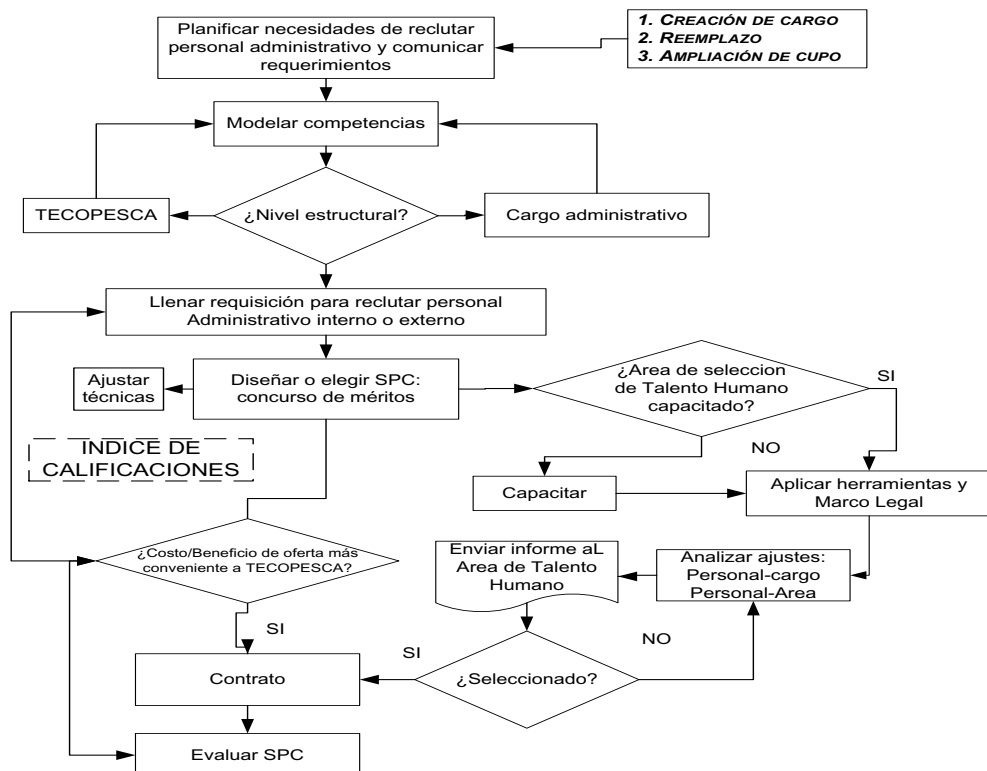 Planificar necesidades de reclutar
personal administrativo y comunicar
requerimientos
1. CREACIÓN DE CARGO
2. REEMPLAZO
3. AMPLIACIÓN DE CUPO
Modelar competencias
TECOPESCA
¿Nivel estructural?
Cargo administrativo
Llenar requisición para reclutar personal
Administrativo interno o externo
Ajustar
técnicas
Diseñar o elegir SPC:
concurso de méritos
¿Area de seleccion
de Talento Humano
capacitado?
SI
INDICE DE
CALIFICACIONES
NO
Capacitar
Aplicar herramientas y
Marco Legal
¿Costo/Beneficio de oferta más
conveniente a TECOPESCA?
Enviar informe aL
Area de Talento
Humano
Analizar ajustes:
Personal-cargo
Personal-Area
SI
SI
NO
Contrato
¿Seleccionado?
Evaluar SPC